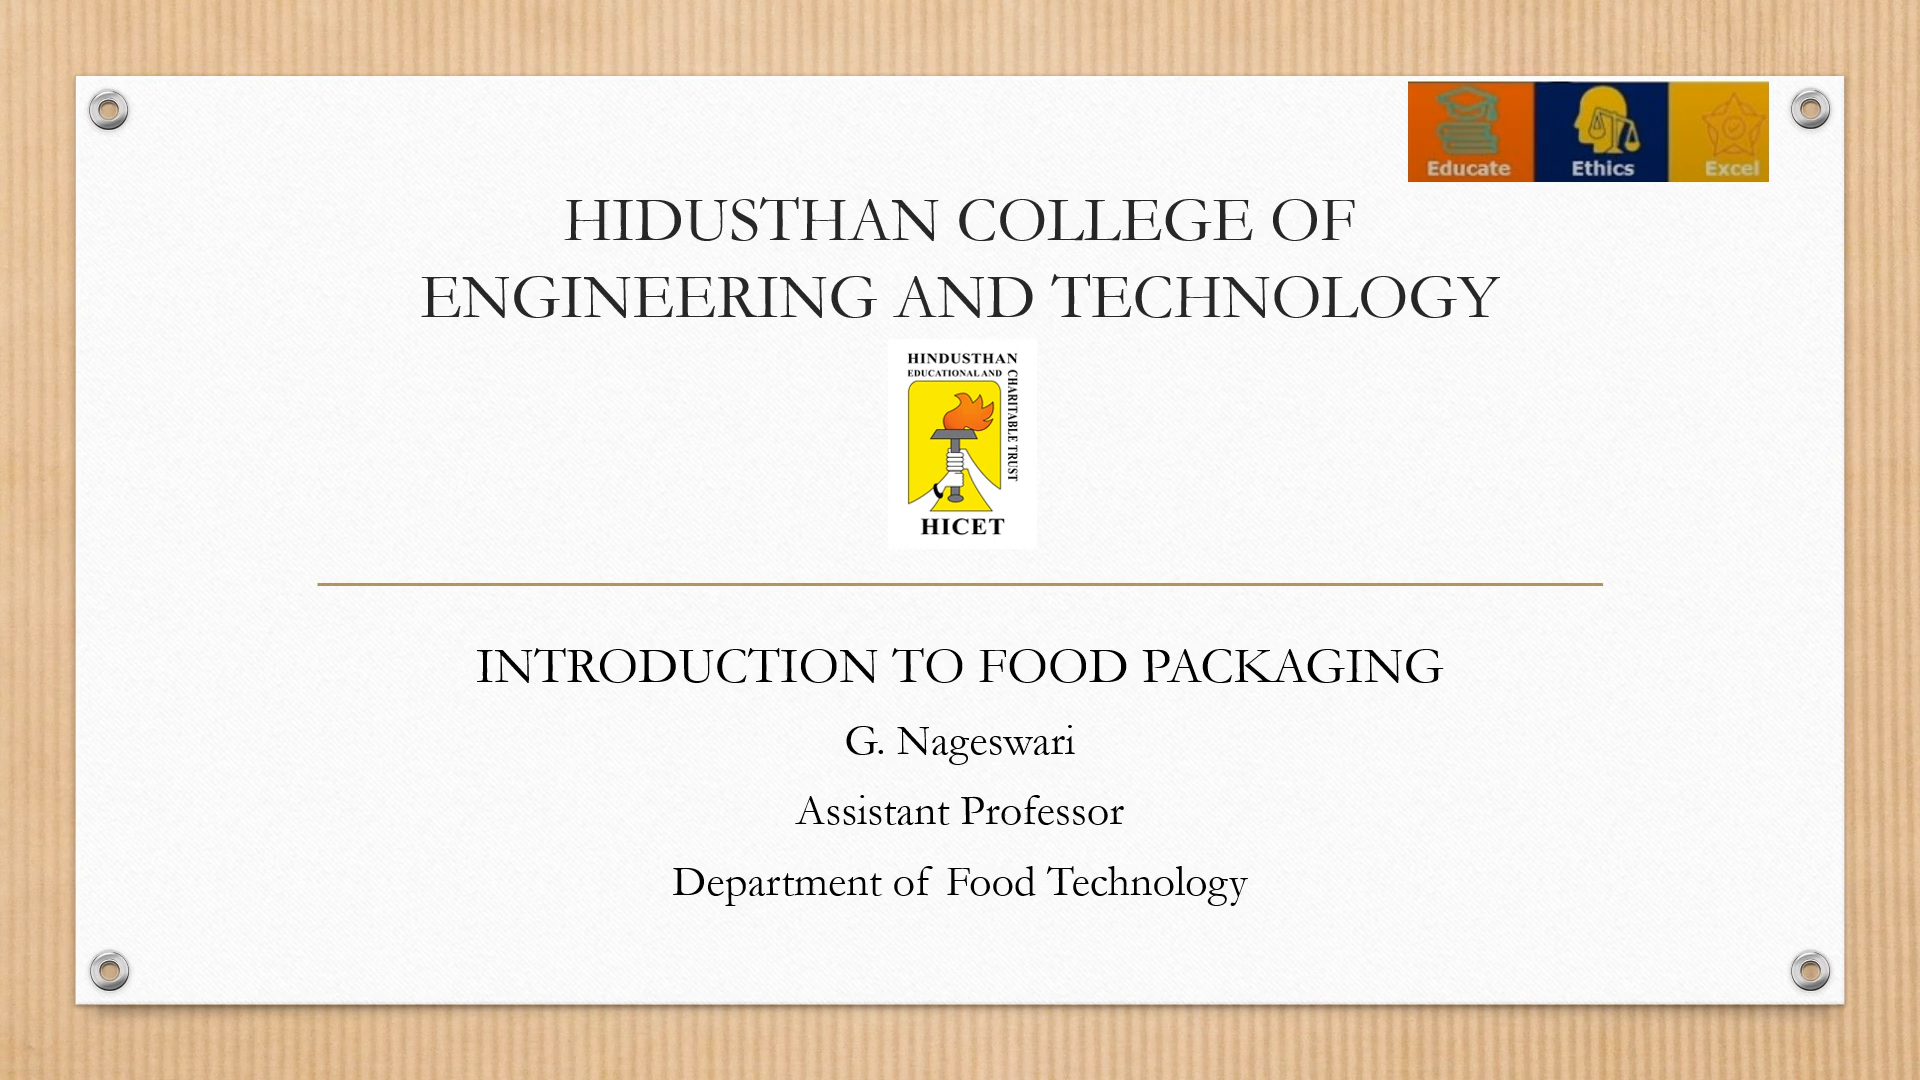 Educate Ethics Excel
HIDUSTHAN COLLEGE OF
ENGINEERING AND TECHNOLOGY
HINDUSTHAN
EDUCATIONAL AND
CHARITABLE TRUST
HICET
INTRODUCTION TO FOOD PACKAGING
G. Nageswari
Assistant Professor
Department of Food Technology